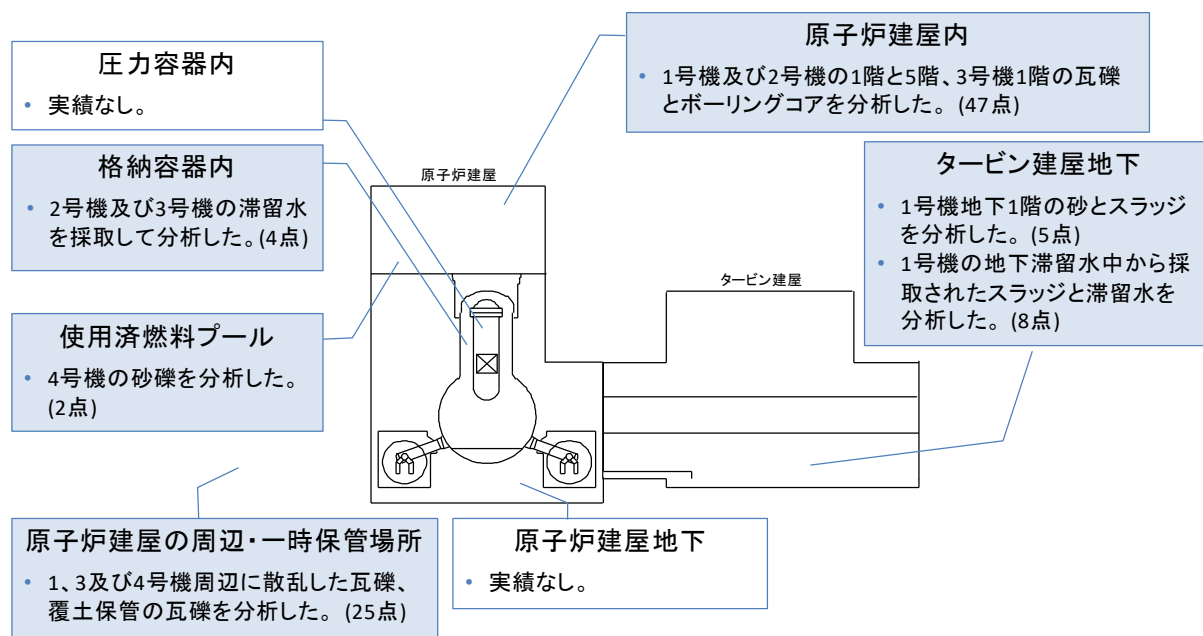 圧力容器内
• 実績なし。
格納容器内
• 2号機及び3号機の滞留水
を採取して分析した。(4点)
使用済燃料プール
• 4号機の砂礫を分析した。
(2点)
原子炉建屋の周辺・一時保管場所
• 1、3及び4号機周辺に散乱した瓦礫、
覆土保管の瓦礫を分析した。 (25点)
原子炉建屋
原子炉建屋内
• 1号機及び2号機の1階と5階、3号機1階の瓦礫
とボーリングコアを分析した。 (47点)
タービン建屋地下
• 1号機地下1階の砂とスラッジ
を分析した。 (5点)
• 1号機の地下滞留水中から採
取されたスラッジと滞留水を
分析した。 (8点)
タービン建屋
原子炉建屋地下
• 実績なし。